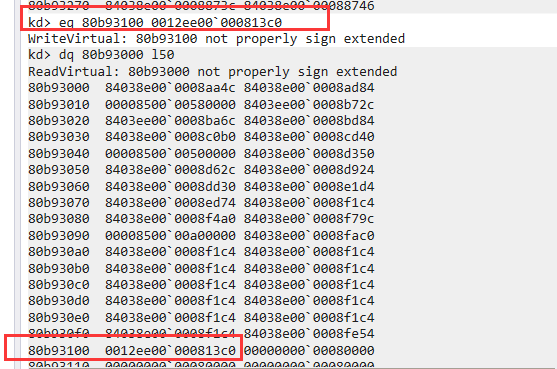 80b93270 84038e00`0008873c 84038e00`00088746
kd> eq 80b93100 0012ee00`000813c0
WriteVirtual: 80b93100 not properly sign extended
kd> dq 80b93000 l50
ReadVirtual: 80b93000 not properly sign extended
80b93000 84038e00`0008aa4c 84038e00`0008ad84
80b93010 00008500`00580000 8403ee00`0008b72c
80b93020 8403ee00`0008ba6c 84038e00`0008bd84
80b93030 84038e00`0008c0b0 84038e00`0008cd40
80b93040 00008500`00500000 84038e00`0008d350
80b93050 84038e00`0008d62c 84038e00`0008d924
80b93060 84038e00`0008dd30 84038e00`0008e1d4
80b93070 84038e00`0008ed74 84038e00`0008f1c4
80b93080 84038e00`0008f4a0 84038e00`0008f79c
80b93090 00008500`00a00000 84038e00`0008fac0
80b930a0 84038e00`0008f1c4 84038e00`0008f1c4
80b930b0 84038e00`0008f1c4 84038e00`0008f1c4
80b930c0 84038e00`0008f1c4 84038e00`0008f1c4
80b930d0 84038e00`0008f1c4 84038e00`0008f1c4
80b930e0 84038e00`0008f1c4 84038e00`0008f1c4
80b930f0 84038e00`0008f1c4 84038e00`0008fe54
80b93100 0012ee00`000813c0 00000000`00080000
80b93110 00000000`00080000 00000000`00080000